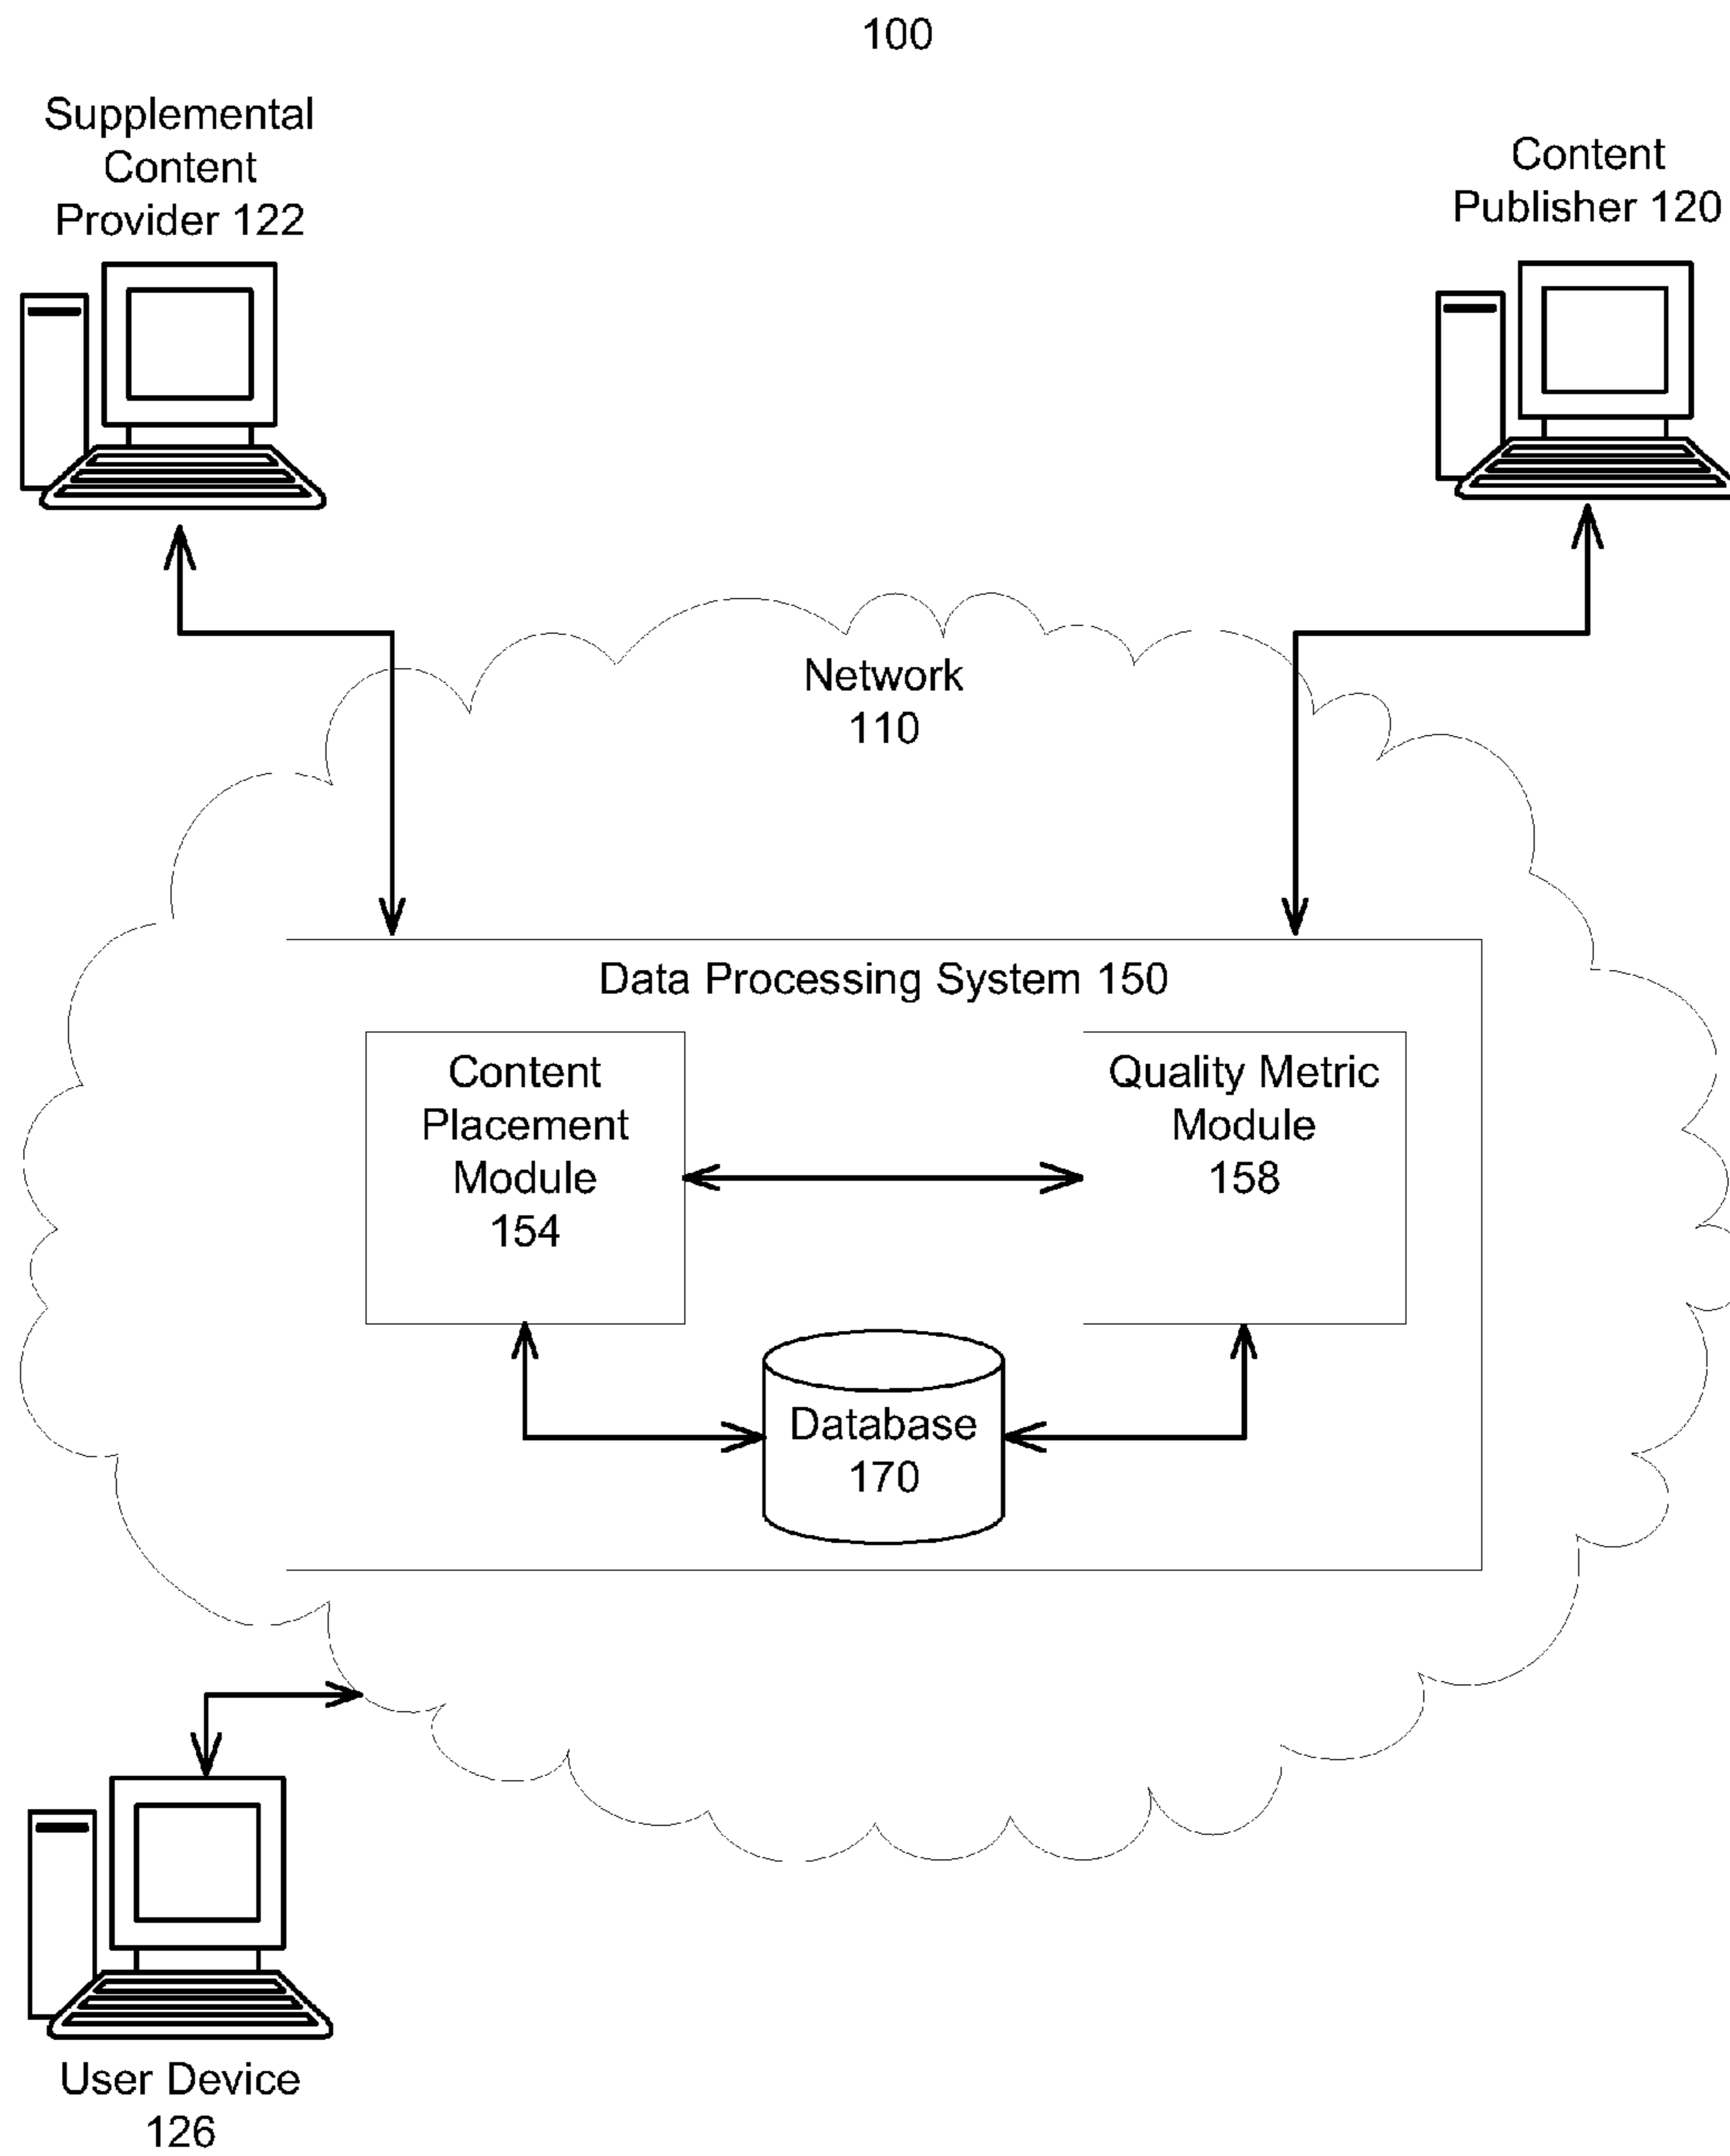 100
Supplemental
Content
Provider 122
Content
Publisher 120
Network
110
Data Processing System 150
Content
Placement
Module
154
Quality Metric
Module
158
Database
170
User Device
126